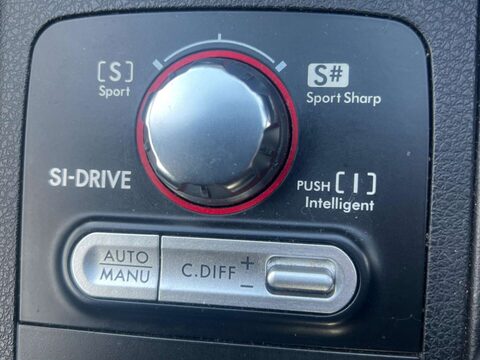 [S]
Sport
S#
Sport Sharp
SI-DRIVE
PUSH [I]
Intelligent
AUTO
MANU
C.DIFF + −